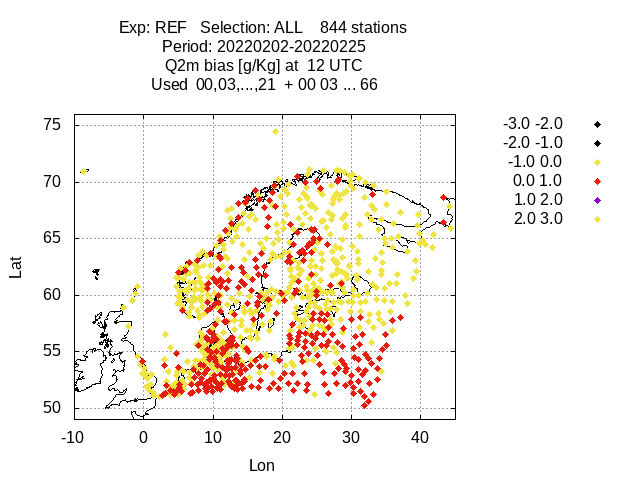 Exp: REF   Selection: ALL    844 stations
Period: 20220202-20220225
Q2m bias [g/Kg] at  12 UTC
Used  00,03,...,21  + 00 03 ... 66
-3.0 -2.0
-2.0 -1.0
-1.0 0.0
0.0 1.0
1.0 2.0
2.0 3.0
75
70
65
60
55
50
Lat
-10 0 10 20 30 40
Lon